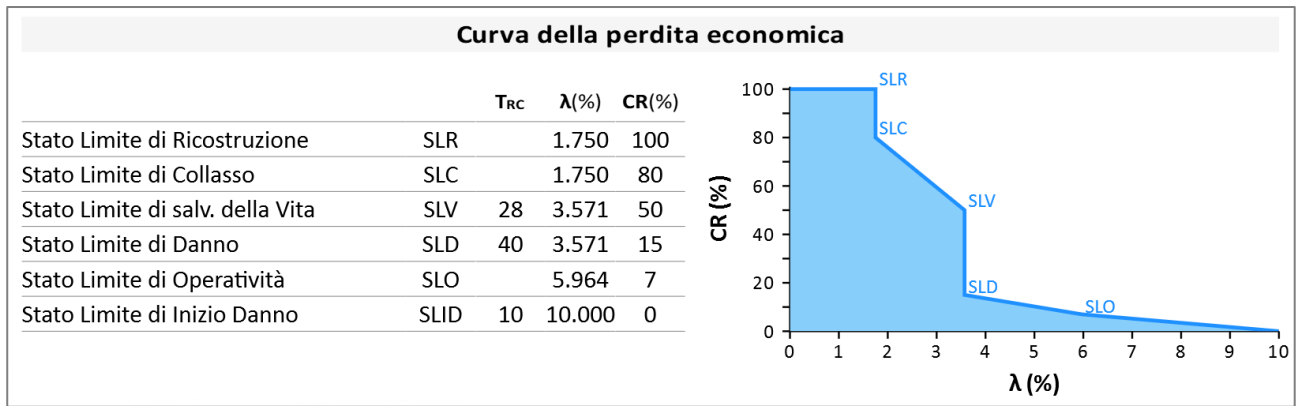 Curva della perdita economica
TRC λ(%) CR(%)
Stato Limite di Ricostruzione SLR 1.750 100
Stato Limite di Collasso SLC 1.750 80
Stato Limite di salv. della Vita SLV 28 3.571 50
Stato Limite di Danno SLD 40 3.571 15
Stato Limite di Operatività SLO 5.964 7
Stato Limite di Inizio Danno SLID 10 10.000 0
CR (%)
100
80
60
40
20
0
SLR
SLC
SLV
SLD
SLO
0 1 2 3 4 5 6 7 8 9 10
λ (%)